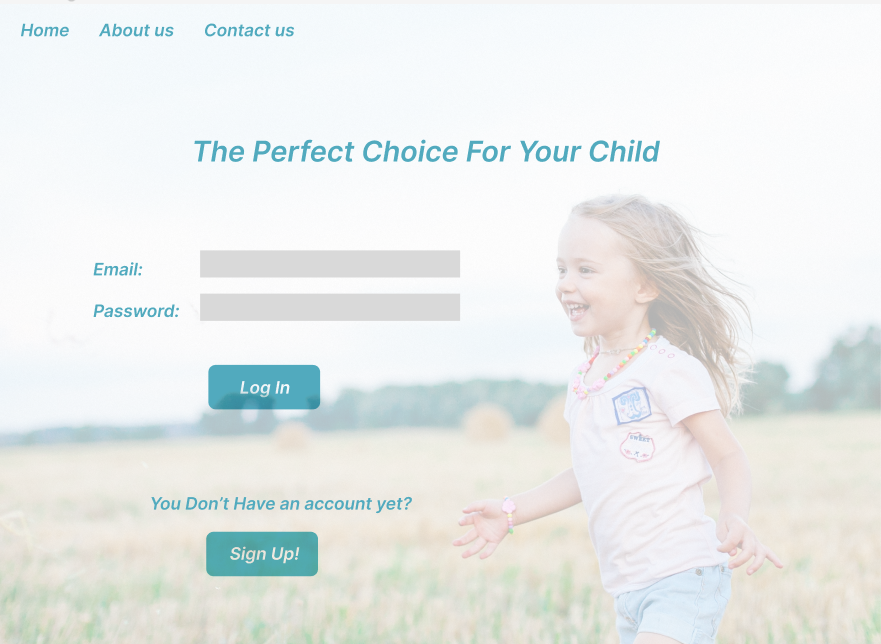 Home About us Contact us
The Perfect Choice For Your Child
Email:
Password:
Log In
You Don't Have an account yet?
Sign Up!
SWEET